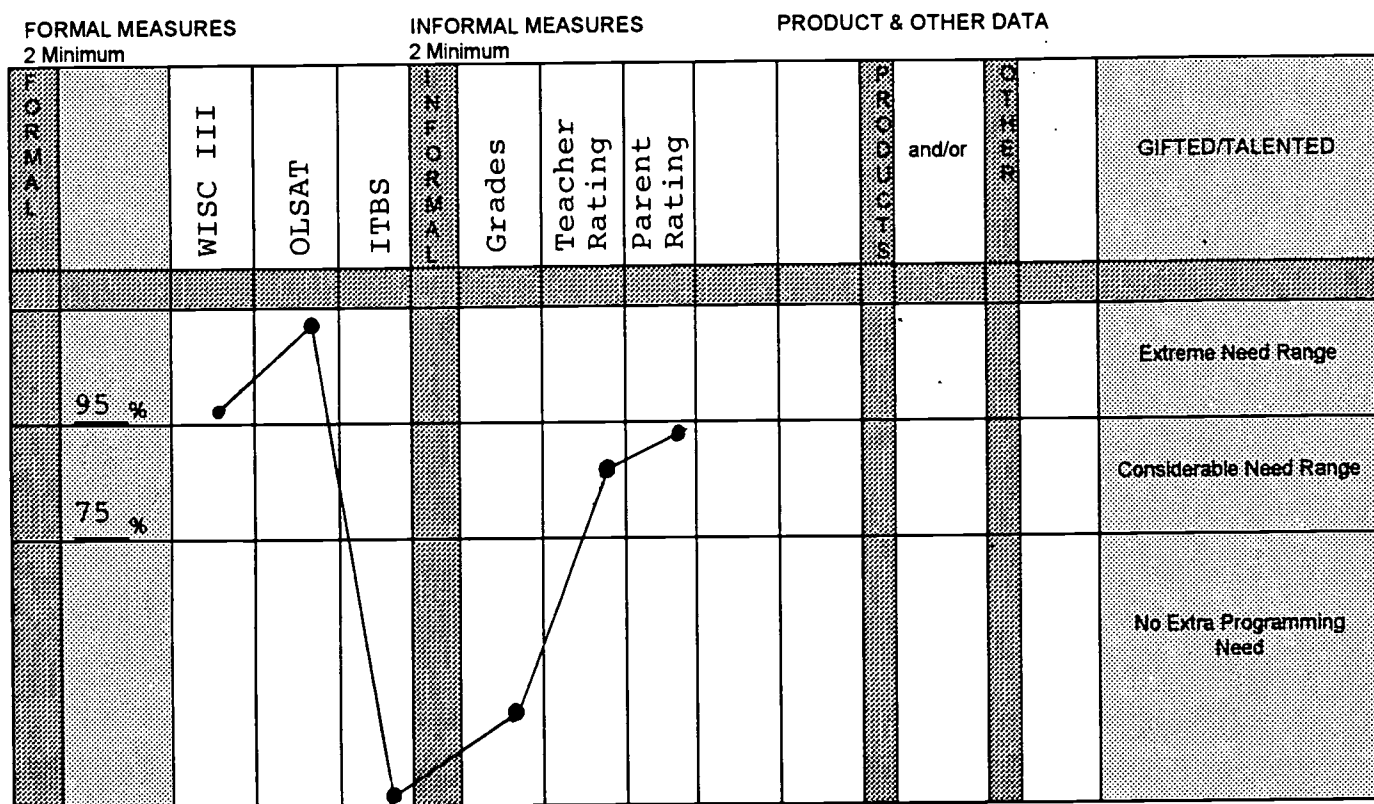 FORMAL MEASURES
2 Minimum
INFORMAL MEASURES
2 Minimum
PRODUCT & OTHER DATA
FORMAL
WISC III
OLSAT
ITBS
INFORMAL
Grades
Teacher
Rating
Parent
Rating
PRODUCTS
and/or
OTHER
GIFTED/TALENTED
95 %
Extreme Need Range
75 %
Considerable Need Range
No Extra Programming
Need